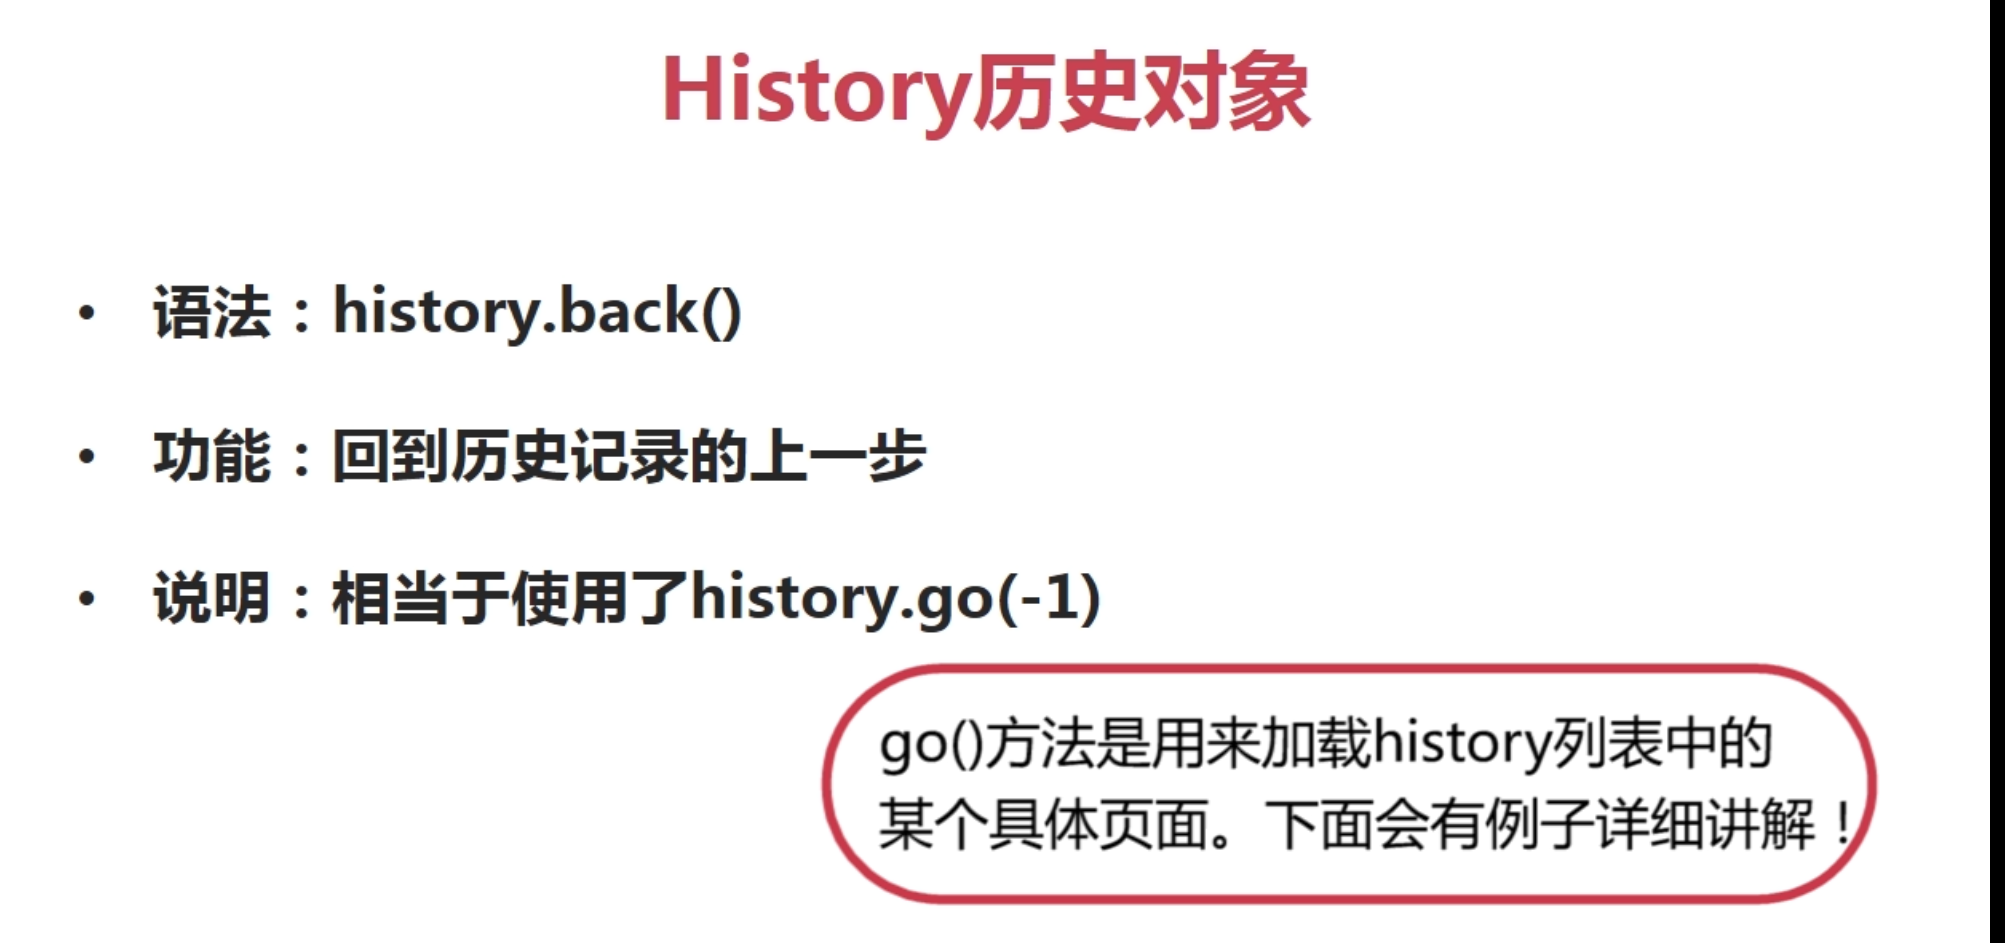 History历史对象
• 语法：history.back()
• 功能：回到历史记录的上一步
• 说明：相当于使用了history.go(-1)
go()方法是用来加载history列表中的
某个具体页面。下面会有例子详细讲解！